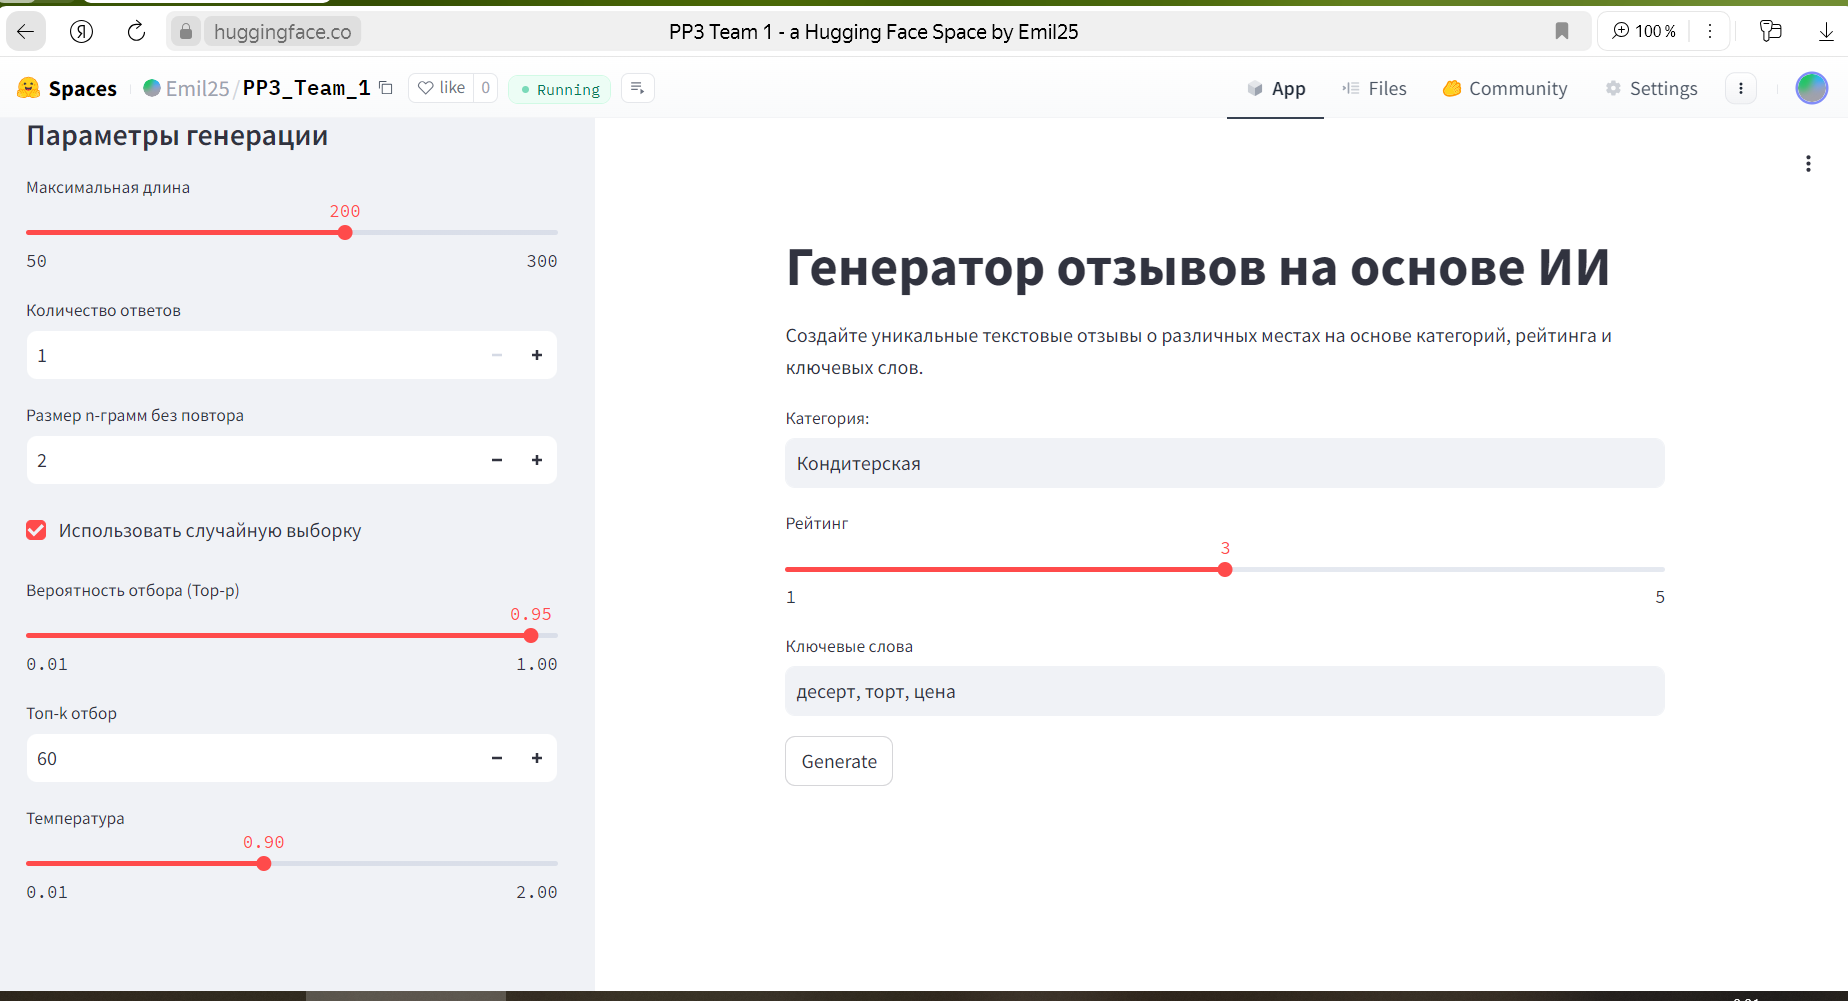 huggingface.co
PP3 Team 1 - a Hugging Face Space by Emil25
100 %
Spaces
Emil25/PP3_Team_1
like
0
Running
App
Files
Community
Settings
Параметры генерации
Максимальная длина
200
50
300
Количество ответов
1
Размер n-грамм без повтора
2
Использовать случайную выборку
Вероятность отбора (Top-p)
0.95
0.01
1.00
Топ-k отбор
60
Температура
0.90
0.01
2.00
Генератор отзывов на основе ИИ
Создайте уникальные текстовые отзывы о различных местах на основе категорий, рейтинга и
ключевых слов.
Категория:
Кондитерская
Рейтинг
3
1
5
Ключевые слова
десерт, торт, цена
Generate